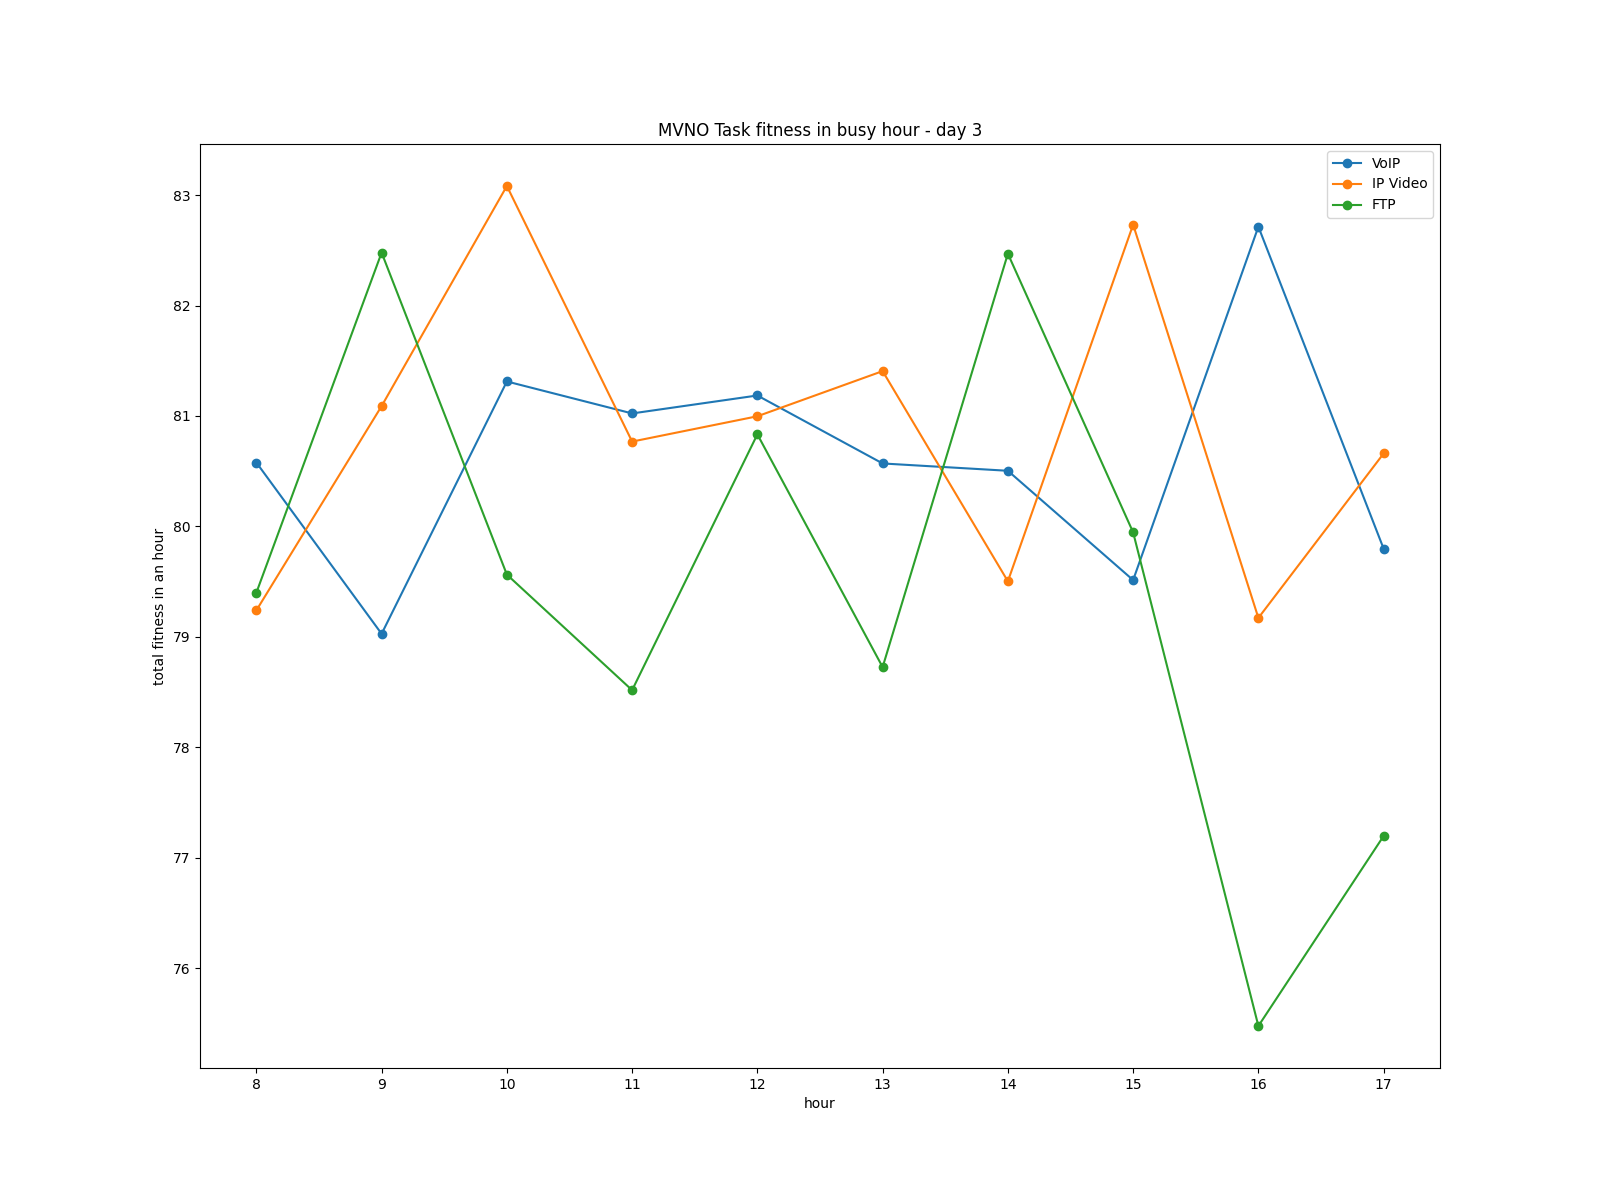 MVNO Task fitness in busy hour - day 3
VoIP
IP Video
FTP
83
82
81
80
79
78
77
76
total fitness in an hour
8 9 10 11 12 13 14 15 16 17
hour